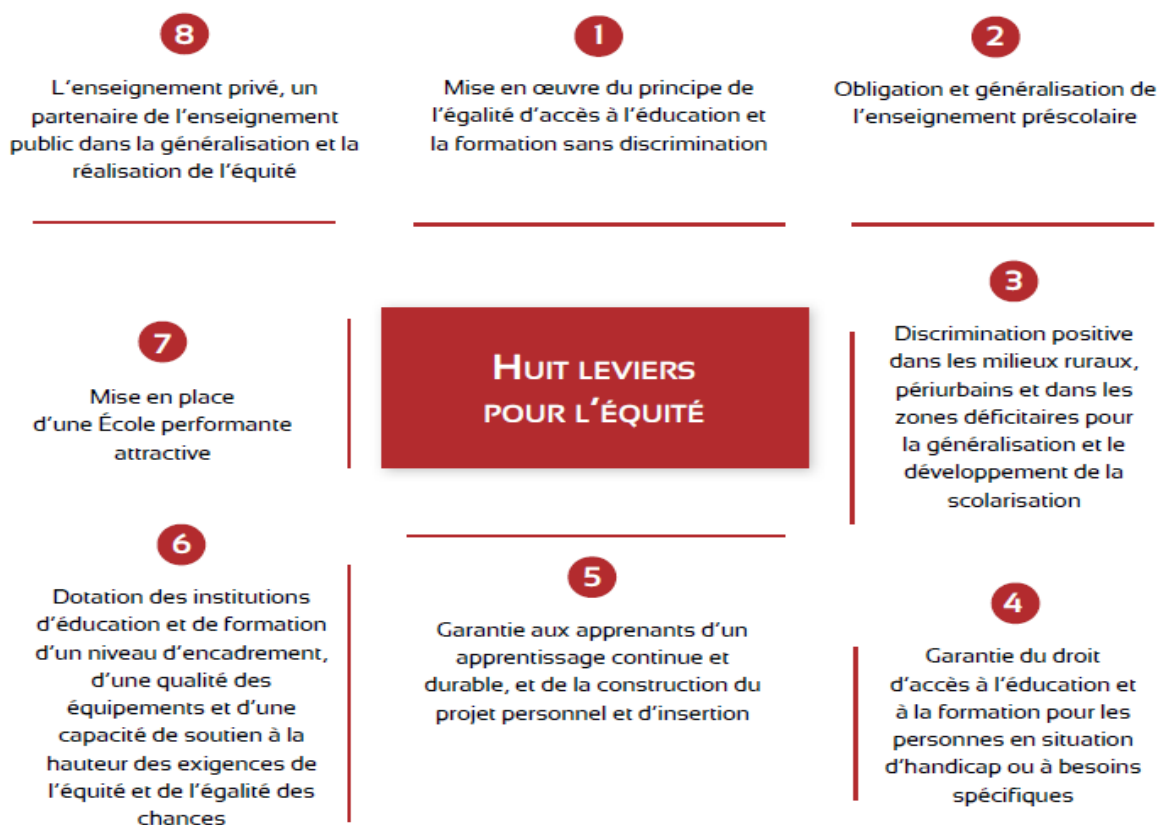 HUIT LEVIERS
POUR L'ÉQUITÉ
1
Mise en œuvre du principe de
l'égalité d'accès à l'éducation et
la formation sans discrimination
2
Obligation et généralisation de
l'enseignement préscolaire
3
Discrimination positive
dans les milieux ruraux,
périurbains et dans les
zones déficitaires pour
la généralisation et le
développement de la
scolarisation
4
Garantie du droit
d'accès à l'éducation et
à la formation pour les
personnes en situation
d'handicap ou à besoins
spécifiques
5
Garantie aux apprenants d'un
apprentissage continue et
durable, et de la construction du
projet personnel et d'insertion
6
Dotation des institutions
d'éducation et de formation
d'un niveau d'encadrement,
d'une qualité des
équipements et d'une
capacité de soutien à la
hauteur des exigences de
l'équité et de l'égalité des
chances
7
Mise en place
d'une École performante
attractive
8
L'enseignement privé, un
partenaire de l'enseignement
public dans la généralisation et la
réalisation de l'équité